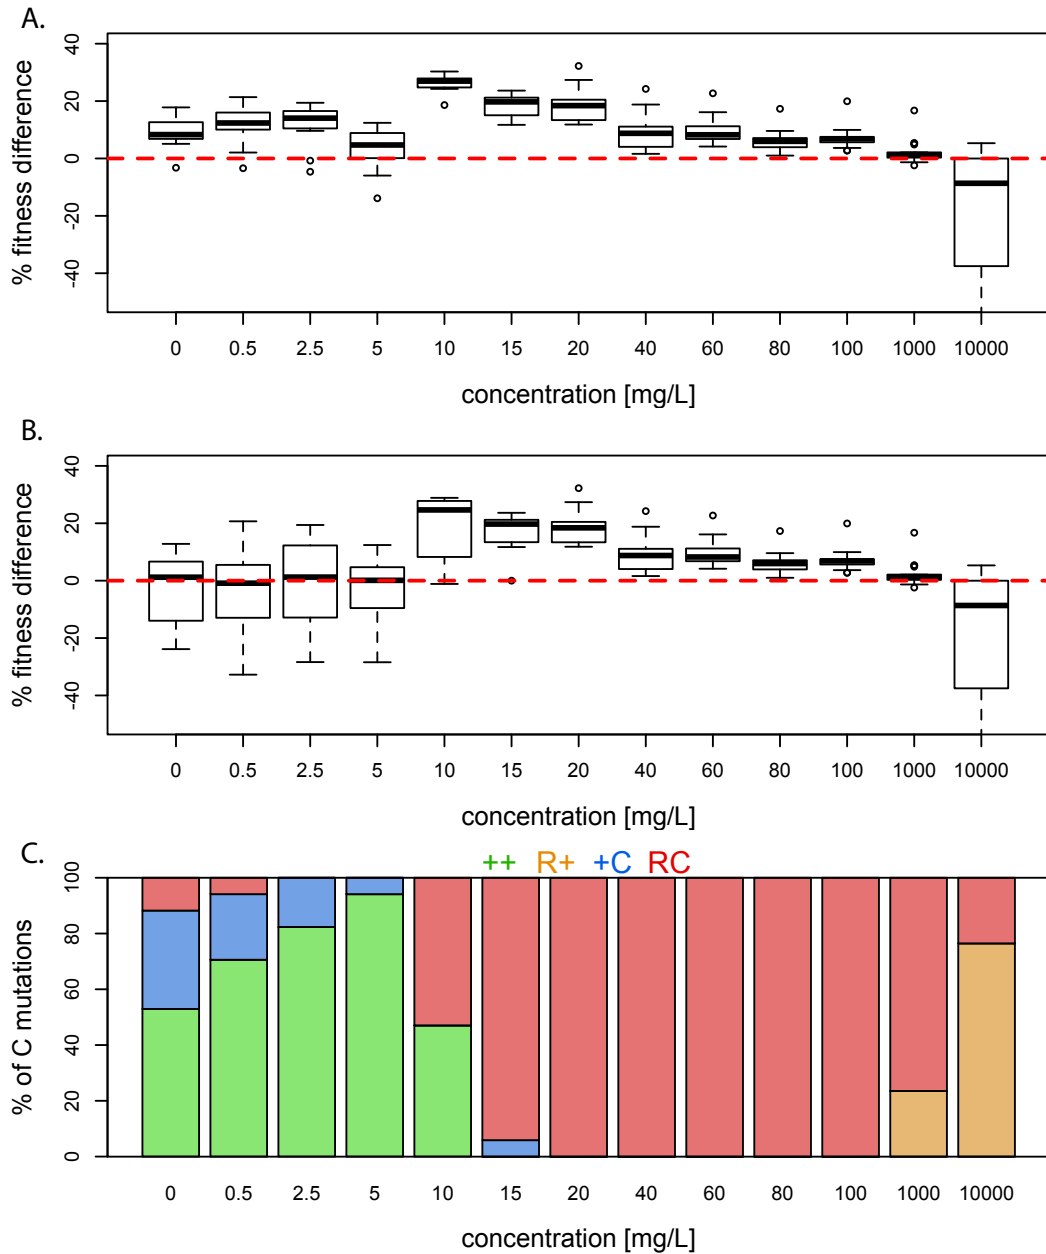 A.
% fitness difference
40
20
0
-20
-40
0 0.5 2.5 5 10 15 20 40 60 80 100 1000 10000
concentration [mg/L]
B.
% fitness difference
40
20
0
-20
-40
0 0.5 2.5 5 10 15 20 40 60 80 100 1000 10000
concentration [mg/L]
C.
++ R+ +C RC
% of C mutations
100
80
60
40
20
0
0 0.5 2.5 5 10 15 20 40 60 80 100 1000 10000
concentration [mg/L]